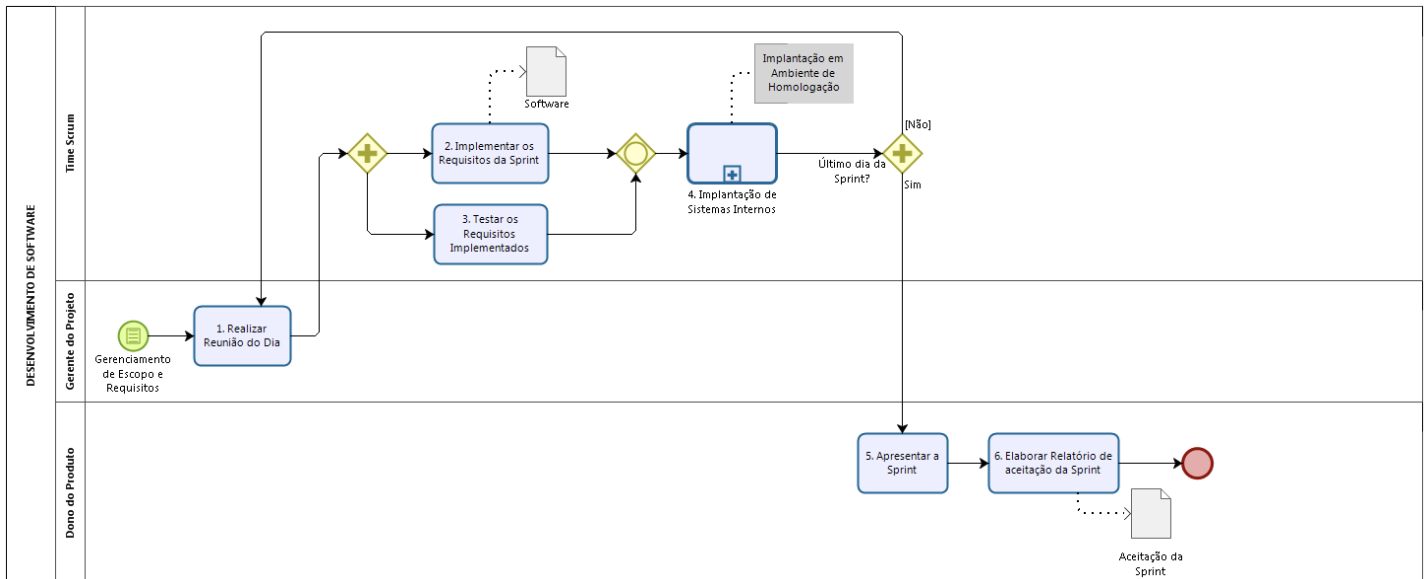 DESENVOLVIMENTO DE SOFTWARE
Time Scrum
Software
Implantação em
Ambiente de
Homologação
2. Implementar os
Requisitos da Sprint
3. Testar os
Requisitos
Implementados
4. Implantação de
Sistemas Internos
Último dia da
Sprint?
[Não]
Sim
Gerente do Projeto
Gerenciamento
de Escopo e
Requisitos
1. Realizar
Reunião do Dia
Dono do Produto
5. Apresentar a
Sprint
6. Elaborar Relatório de
aceitação da Sprint
Aceitação da
Sprint